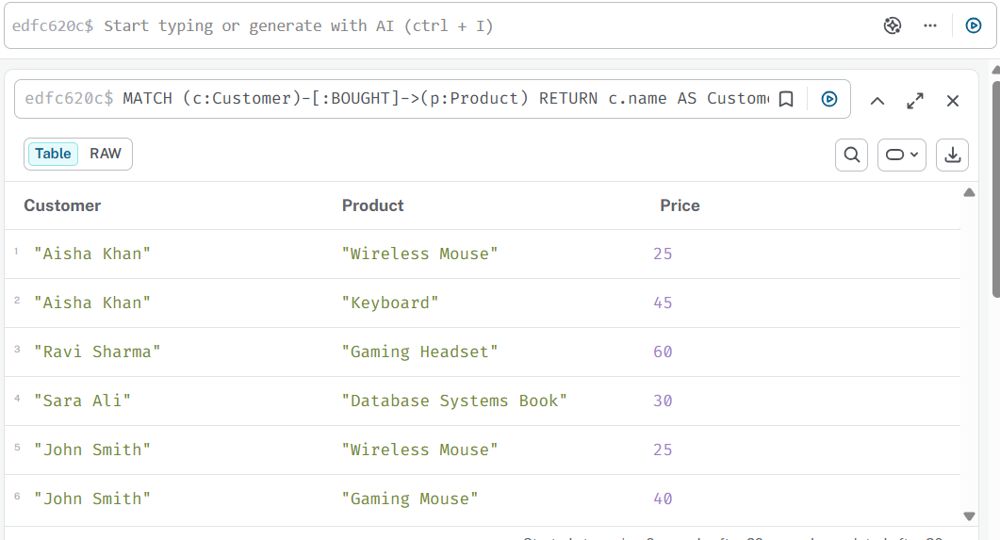 edfc620c$ Start typing or generate with AI (ctrl + I)
edfc620c$ MATCH (c:Customer)-[:BOUGHT]->(p:Product) RETURN c.name AS Custome
Table RAW
Customer Product Price
1 "Aisha Khan" "Wireless Mouse" 25
2 "Aisha Khan" "Keyboard" 45
3 "Ravi Sharma" "Gaming Headset" 60
4 "Sara Ali" "Database Systems Book" 30
5 "John Smith" "Wireless Mouse" 25
6 "John Smith" "Gaming Mouse" 40